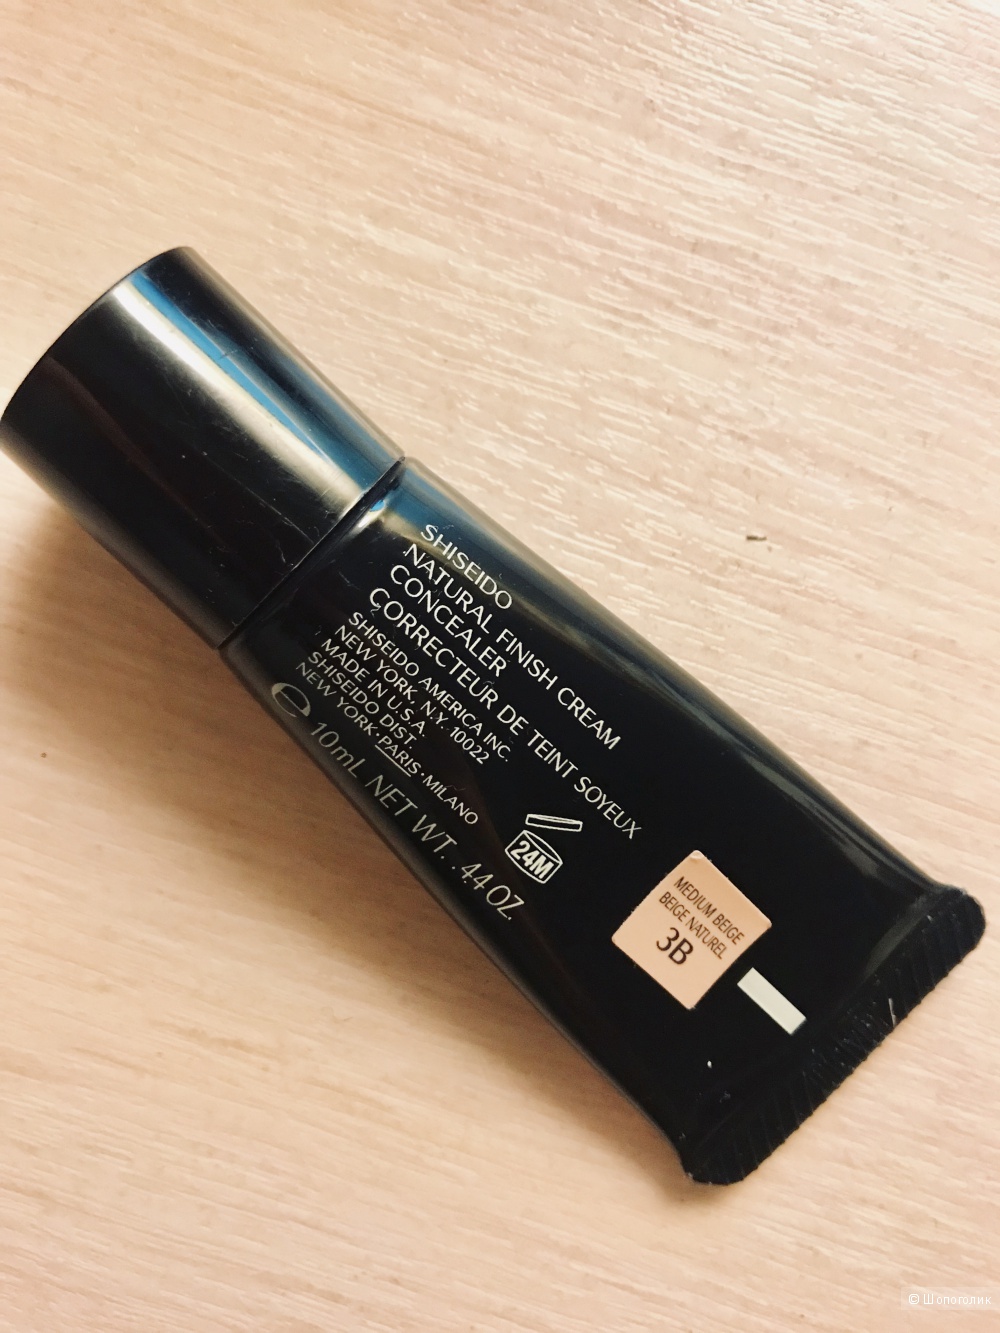 SHISEIDO
NATURAL FINISH CREAM
CONCEALER
CORRECTEUR DE TEINT SOYEUX
SHISEIDO AMERICA INC.
NEW YORK, N.Y. 10022
MADE IN U.S.A.
SHISEIDO DIST.
NEW YORK·PARIS·MILANO
e 10mL NET WT. .44 OZ.
24M
MEDIUM BEIGE
BEIGE NATUREL
3B
© Шопоголик